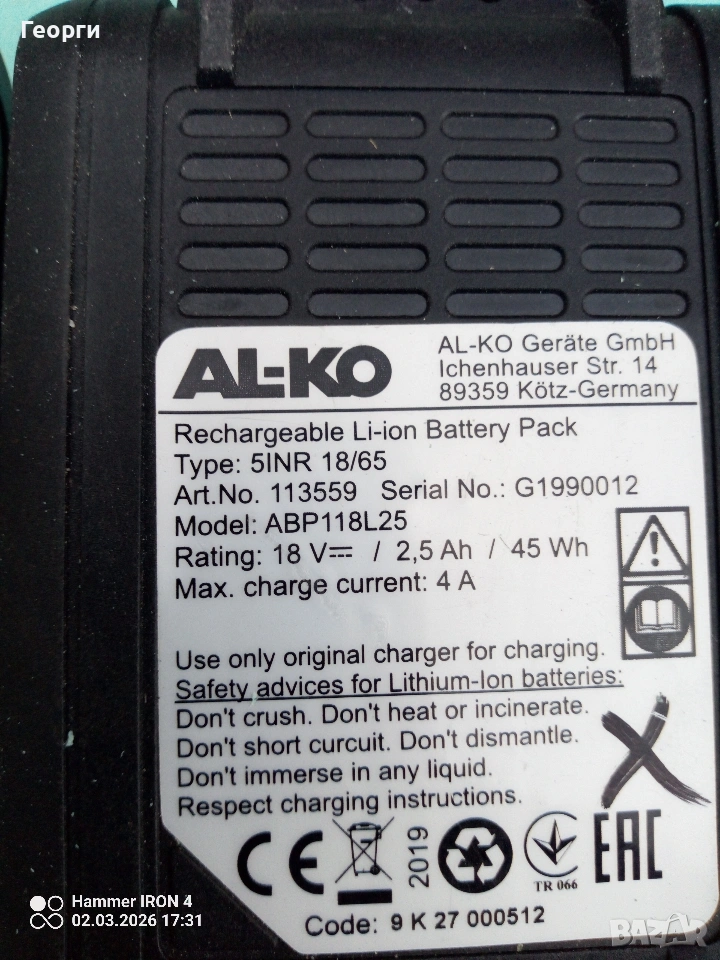 Георги
AL-KO
AL-KO Geräte GmbH
Ichenhauser Str. 14
89359 Kötz-Germany
Rechargeable Li-ion Battery Pack
Type: 5INR 18/65
Art.No. 113559 Serial No.: G1990012
Model: ABP118L25
Rating: 18 V⎓ / 2,5 Ah / 45 Wh
Max. charge current: 4 A
Use only original charger for charging.
Safety advices for Lithium-Ion batteries:
Don't crush. Don't heat or incinerate.
Don't short curcuit. Don't dismantle.
Don't immerse in any liquid.
Respect charging instructions.
CE
2019
TR 066
EAC
Code: 9 K 27 000512
Hammer IRON 4
02.03.2026 17:31
BAZAR